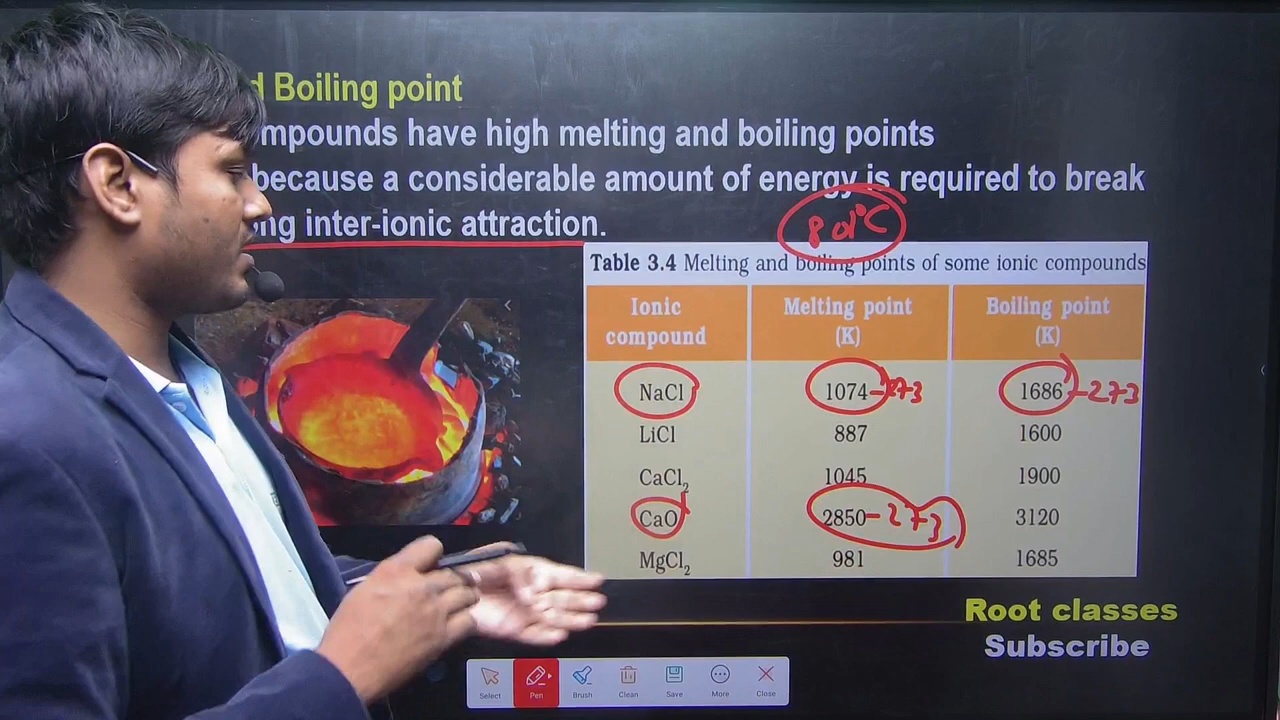 d Boiling point
mpounds have high melting and boiling points
because a considerable amount of energy is required to break
ng inter-ionic attraction.
801°C
Table 3.4 Melting and boiling points of some ionic compounds
Ionic compound Melting point (K) Boiling point (K)
NaCl 1074 -273 1686 -273
LiCl 887 1600
CaCl₂ 1045 1900
CaO 2850 -273 3120
MgCl₂ 981 1685
Root classes
Subscribe
Select Pen Brush Clean Save More Close